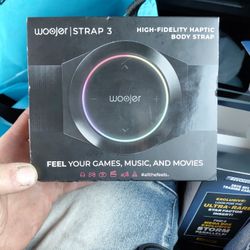 woojer | STRAP 3
HIGH-FIDELITY HAPTIC
BODY STRAP
woojer
FEEL YOUR GAMES, MUSIC, AND MOVIES
#allthefeels.
EXCLUSIVE
ULTRA-RARE
STORM